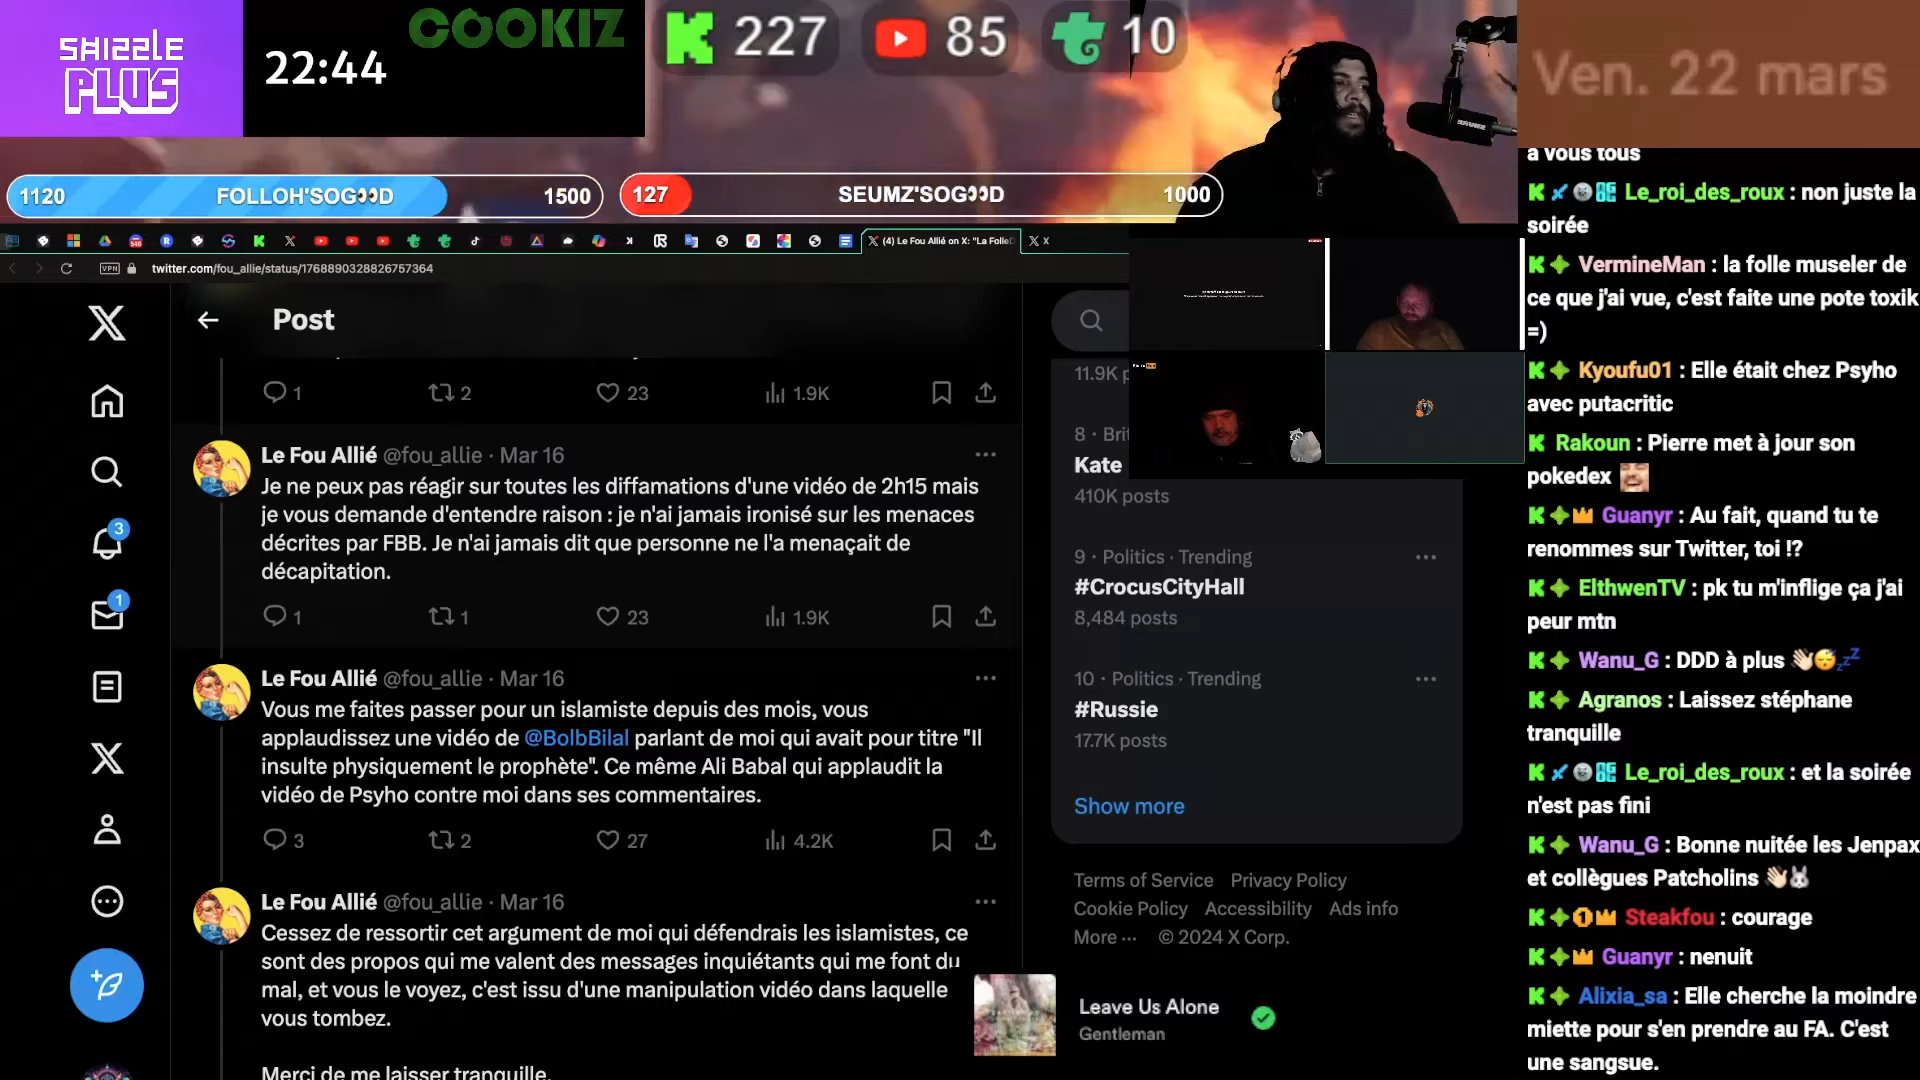 SHIZZLE
PLUS
22:44
COOKIZ
227
85
10
Ven. 22 mars
1120 FOLLOH'SOG👀D 1500
127 SEUMZ'SOG👀D 1000
(4) Le Fou Allié on X: "La FolleD
X
VPN twitter.com/fou_allie/status/1768890328826757364
Post
1 2 23 1.9K
Le Fou Allié @fou_allie · Mar 16
Je ne peux pas réagir sur toutes les diffamations d'une vidéo de 2h15 mais
je vous demande d'entendre raison : je n'ai jamais ironisé sur les menaces
décrites par FBB. Je n'ai jamais dit que personne ne l'a menaçait de
décapitation.
1 1 23 1.9K
Le Fou Allié @fou_allie · Mar 16
Vous me faites passer pour un islamiste depuis des mois, vous
applaudissez une vidéo de @BolbBilal parlant de moi qui avait pour titre "Il
insulte physiquement le prophète". Ce même Ali Babal qui applaudit la
vidéo de Psyho contre moi dans ses commentaires.
3 2 27 4.2K
Le Fou Allié @fou_allie · Mar 16
Cessez de ressortir cet argument de moi qui défendrais les islamistes, ce
sont des propos qui me valent des messages inquiétants qui me font du
mal, et vous le voyez, c'est issu d'une manipulation vidéo dans laquelle
vous tombez.
Merci de me laisser tranquille.
3
1
11.9K p
8 · Brit
Kate
410K posts
9 · Politics · Trending
#CrocusCityHall
8,484 posts
10 · Politics · Trending
#Russie
17.7K posts
Show more
Terms of Service Privacy Policy
Cookie Policy Accessibility Ads info
More ··· © 2024 X Corp.
Leave Us Alone
Gentleman
à vous tous
Le_roi_des_roux : non juste la
soirée
VermineMan : la folle museler de
ce que j'ai vue, c'est faite une pote toxik
=)
Kyoufu01 : Elle était chez Psyho
avec putacritic
Rakoun : Pierre met à jour son
pokedex
Guanyr : Au fait, quand tu te
renommes sur Twitter, toi !?
ElthwenTV : pk tu m'inflige ça j'ai
peur mtn
Wanu_G : DDD à plus 👋😴💤
Agranos : Laissez stéphane
tranquille
Le_roi_des_roux : et la soirée
n'est pas fini
Wanu_G : Bonne nuitée les Jenpax
et collègues Patcholins 👋🐰
Steakfou : courage
Guanyr : nenuit
Alixia_sa : Elle cherche la moindre
miette pour s'en prendre au FA. C'est
une sangsue.